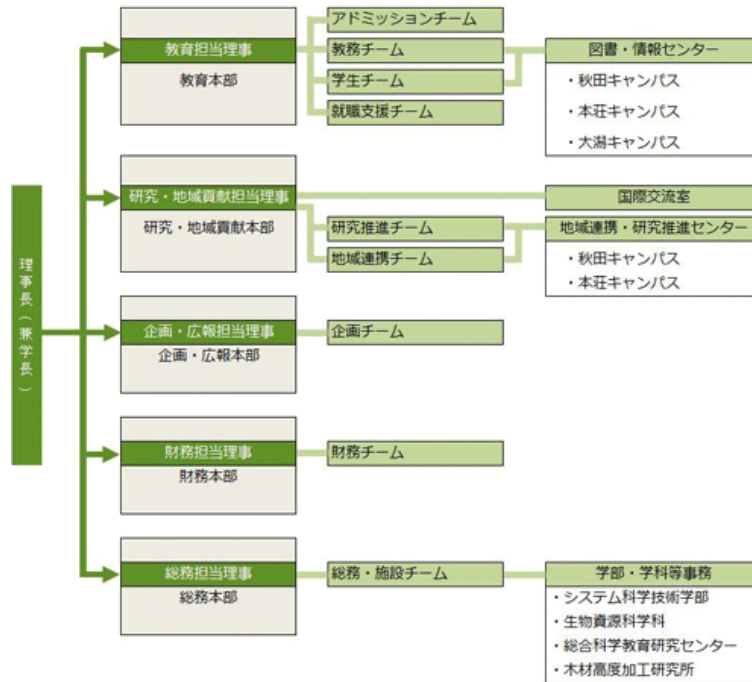 理事長（兼学長）
教育担当理事
教育本部
アドミッションチーム
教務チーム
学生チーム
就職支援チーム
図書・情報センター
・秋田キャンパス
・本荘キャンパス
・大潟キャンパス
研究・地域貢献担当理事
研究・地域貢献本部
国際交流室
研究推進チーム
地域連携チーム
地域連携・研究推進センター
・秋田キャンパス
・本荘キャンパス
企画・広報担当理事
企画・広報本部
企画チーム
財務担当理事
財務本部
財務チーム
総務担当理事
総務本部
総務・施設チーム
学部・学科等事務
・システム科学技術学部
・生物資源科学科
・総合科学教育研究センター
・木材高度加工研究所